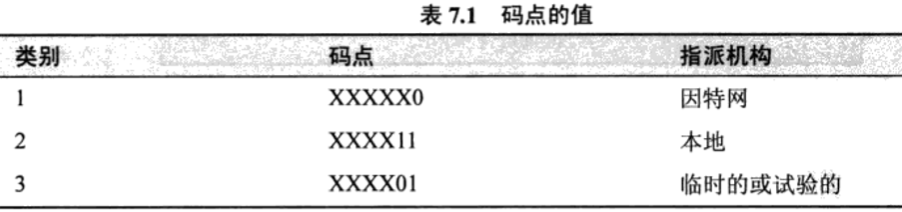 表 7.1 码点的值
类别 码点 指派机构
1 XXXXX0 因特网
2 XXXX11 本地
3 XXXX01 临时的或试验的